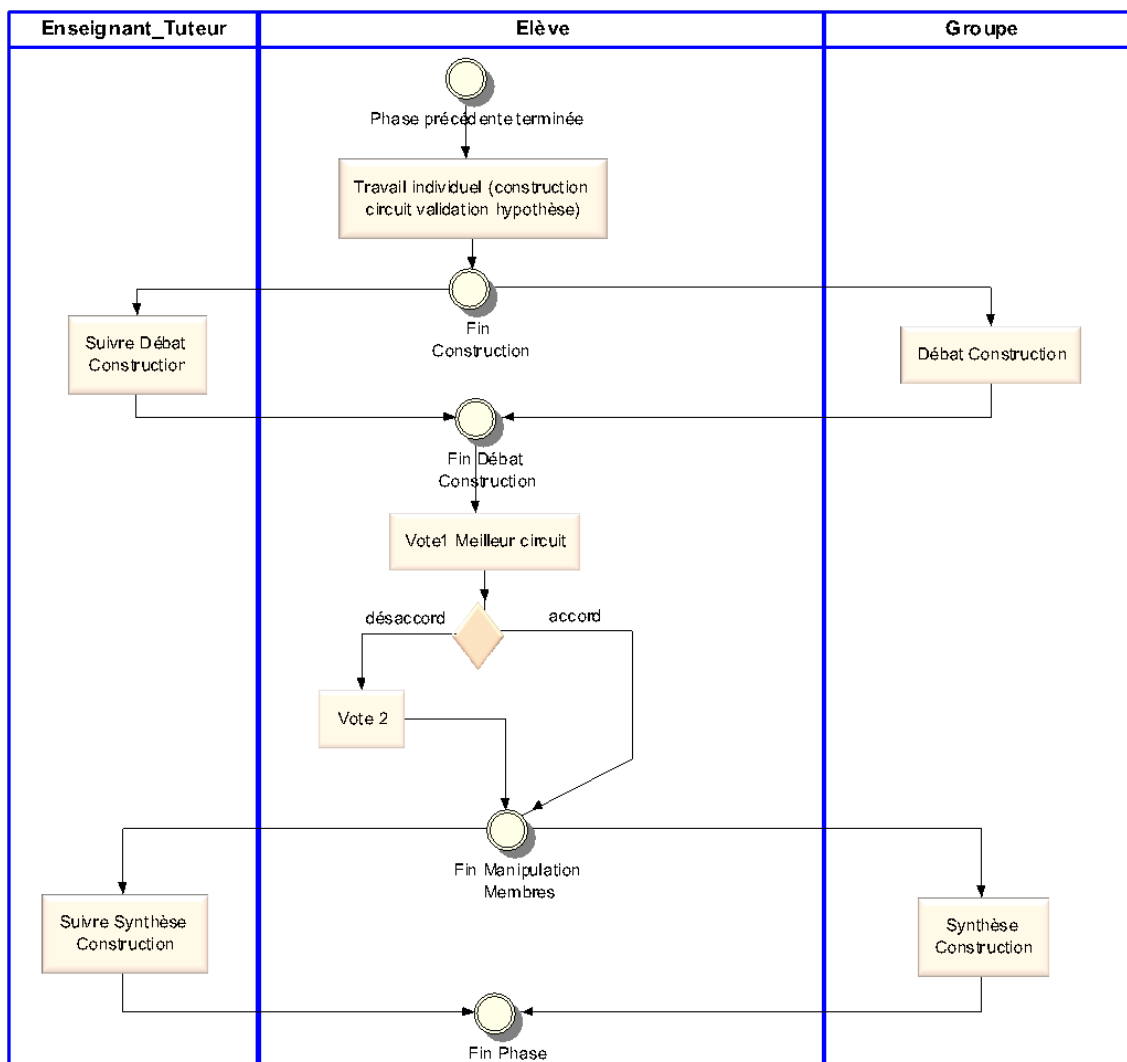 Enseignant_Tuteur
Elève
Groupe
Phase précédente terminée
Travail individuel (construction
circuit validation hypothèse)
Fin
Construction
Suivre Débat
Construction
Débat Construction
Fin Débat
Construction
Vote1 Meilleur circuit
désaccord
accord
Vote 2
Fin Manipulation
Membres
Suivre Synthèse
Construction
Synthèse
Construction
Fin Phase